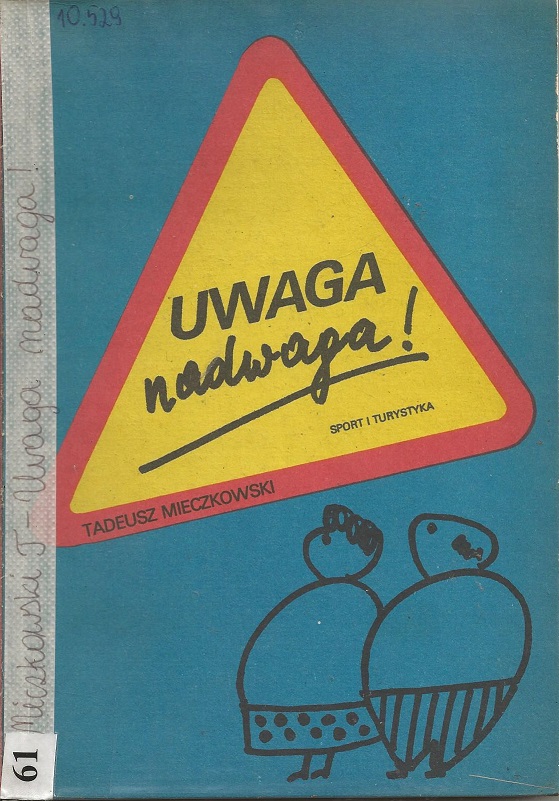 10.529
UWAGA
nadwaga!
SPORT I TURYSTYKA
TADEUSZ MIECZKOWSKI
Mieczkowski T - Uwaga nadwaga!
61